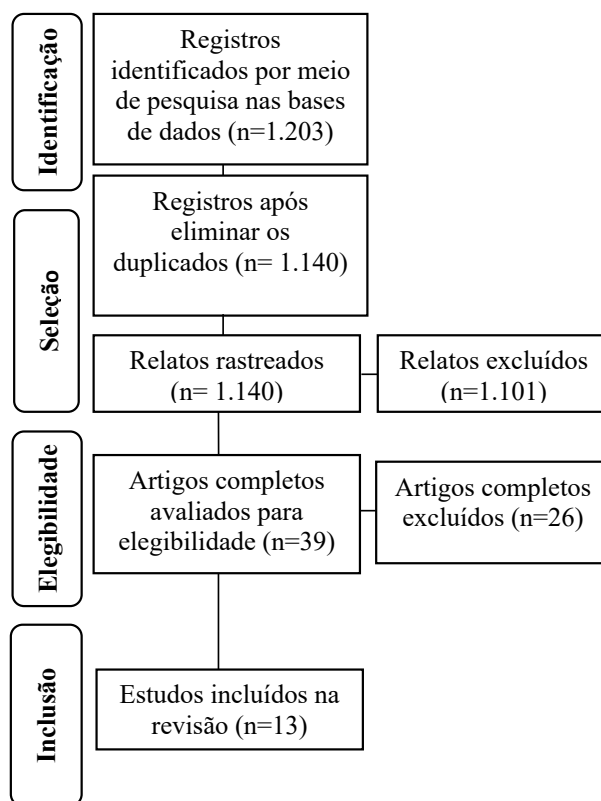 Identificação
Registros
identificados por meio
de pesquisa nas bases
de dados (n=1.203)
Seleção
Registros após
eliminar os
duplicados (n= 1.140)
Relatos rastreados
(n= 1.140)
Relatos excluídos
(n=1.101)
Elegibilidade
Artigos completos
avaliados para
elegibilidade (n=39)
Artigos completos
excluídos (n=26)
Inclusão
Estudos incluídos na
revisão (n=13)